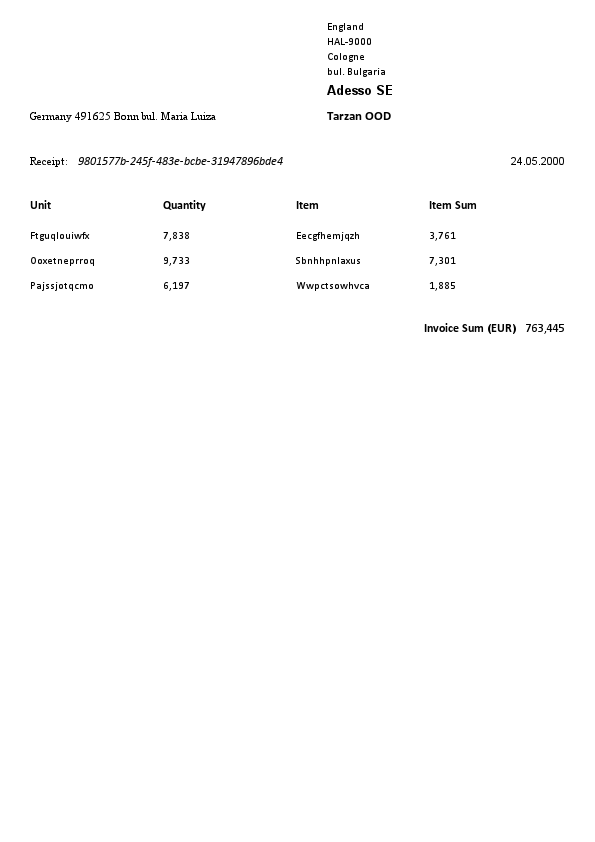 England
HAL-9000
Cologne
bul. Bulgaria
Adesso SE
Germany 491625 Bonn bul. Maria Luiza Tarzan OOD
Receipt: 9801577b-245f-483e-bcbe-31947896bde4 24.05.2000
Unit Quantity Item Item Sum
Ftguqlouiwfx 7,838 Eecgfhemjqzh 3,761
Ooxetneprroq 9,733 Sbnhhpnlaxus 7,301
Pajssjotqcmo 6,197 Wwpctsowhvca 1,885
Invoice Sum (EUR) 763,445